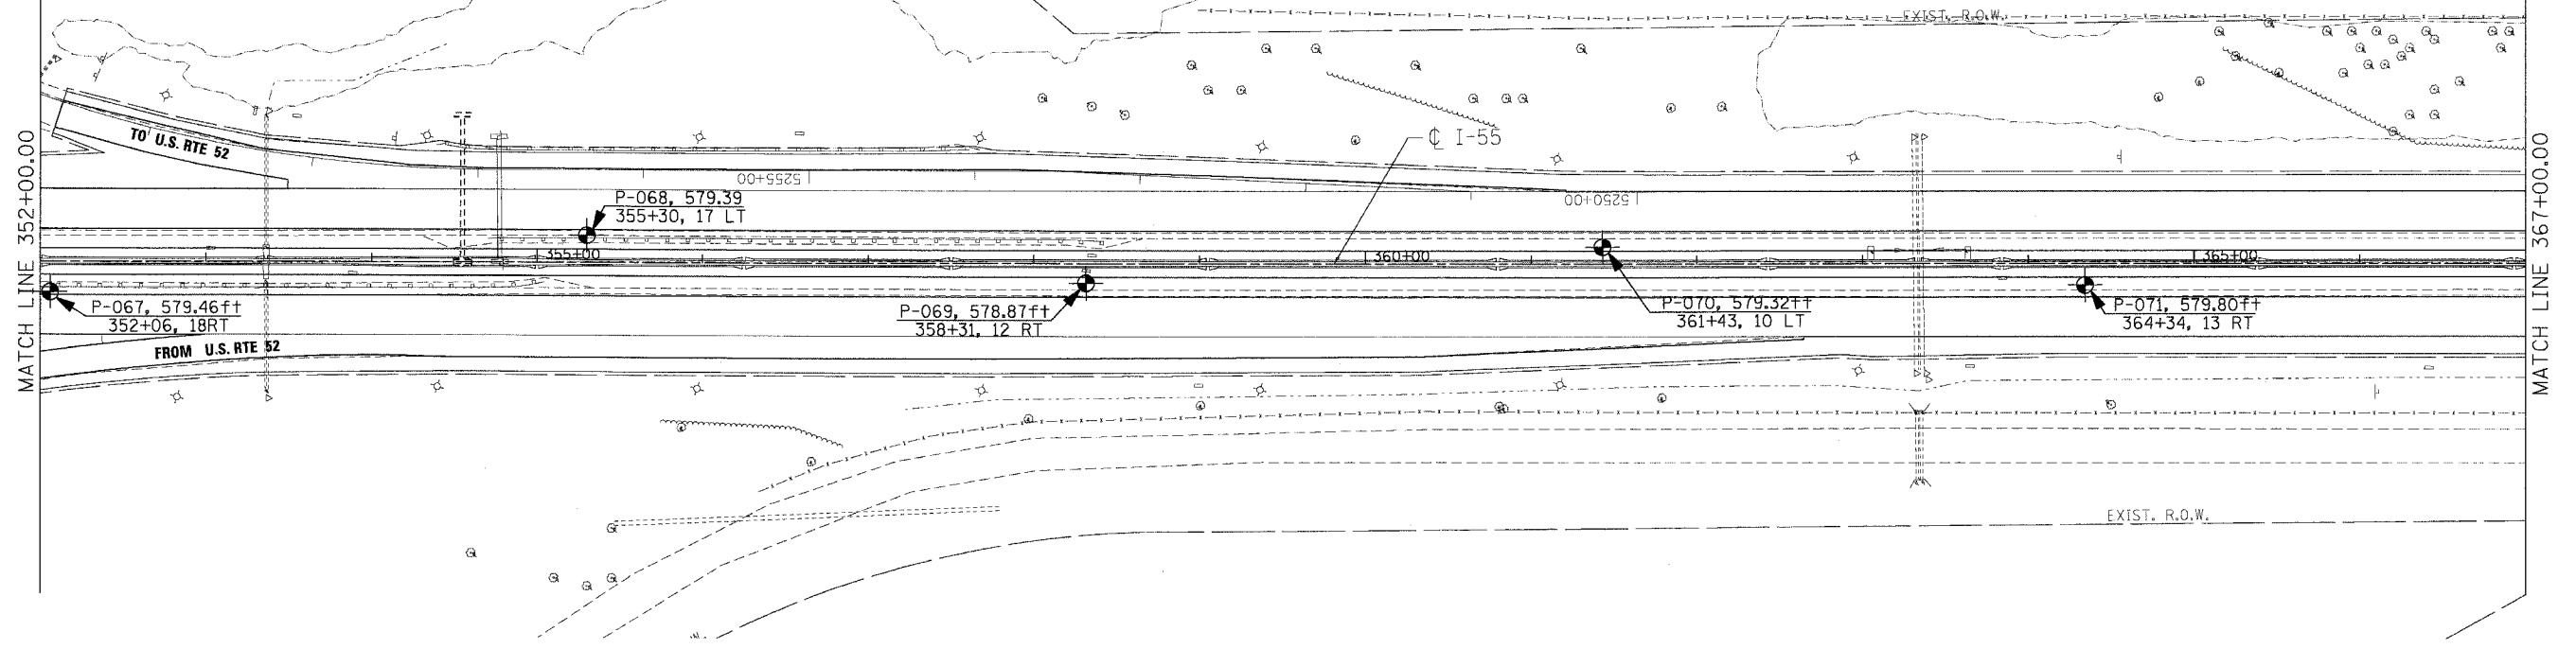 EXIST. R.O.W.
MATCH LINE 352+00.00
TO U.S. RTE 52
℄ I-55
MATCH LINE 367+00.00
5255+00
P-068, 579.39
355+30, 17 LT
5250+00
355+00
360+00
365+00
P-067, 579.46ft
352+06, 18RT
P-069, 578.87ft
358+31, 12 RT
P-070, 579.32ft
361+43, 10 LT
P-071, 579.80ft
364+34, 13 RT
FROM U.S. RTE 52
EXIST. R.O.W.